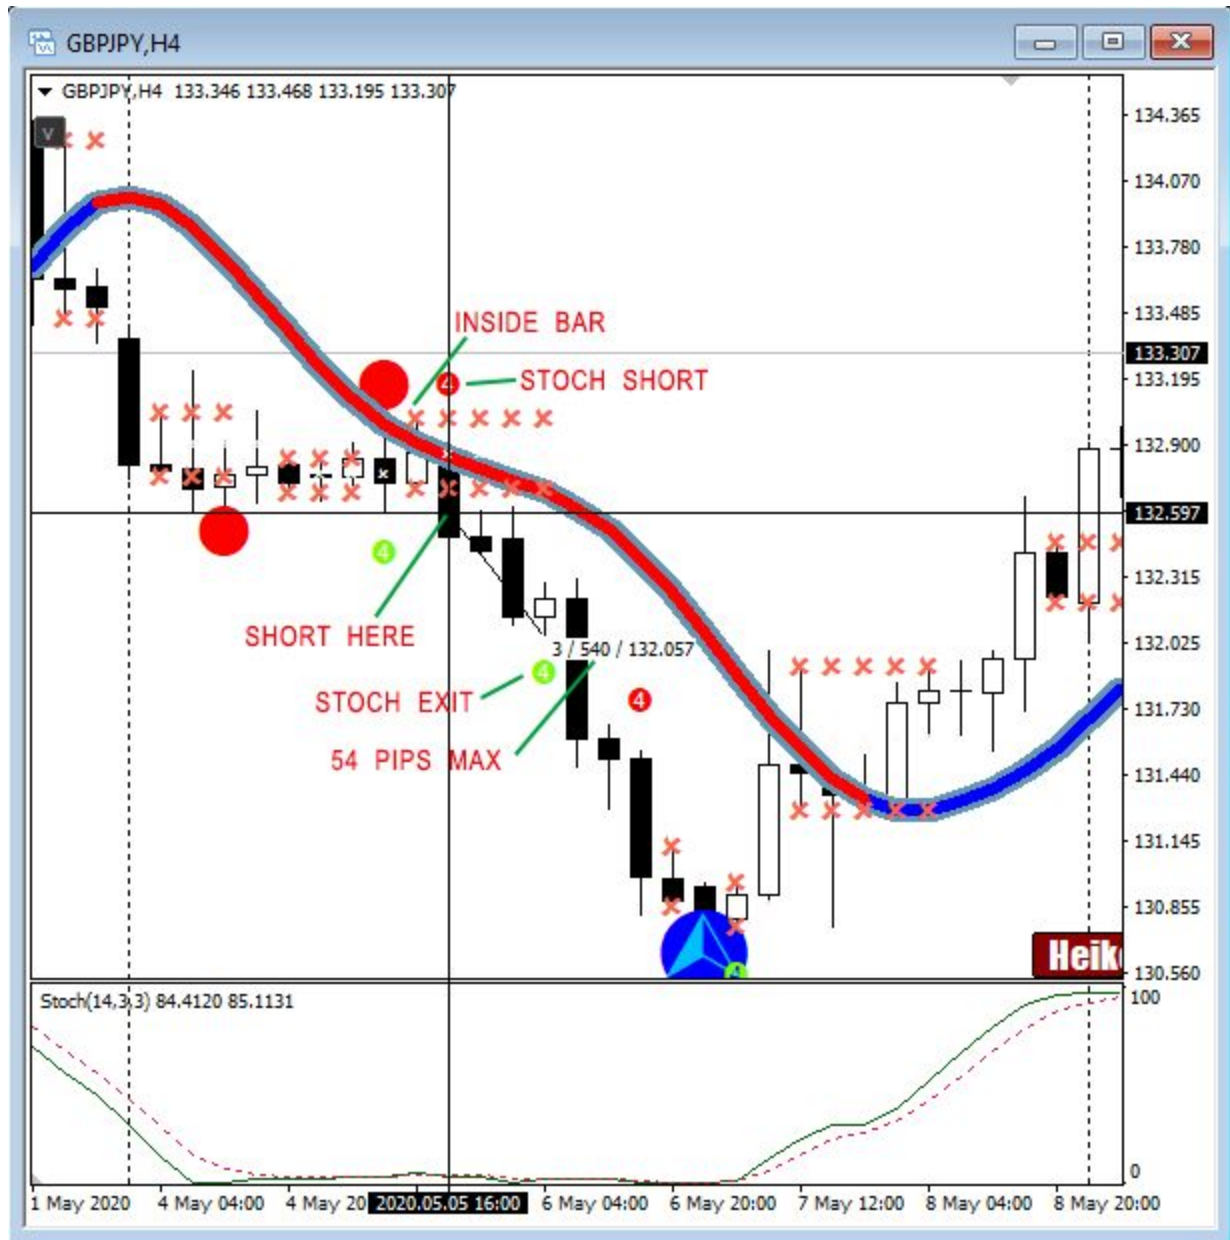 GBPJPY,H4
GBPJPY,H4 133.346 133.468 133.195 133.307
V
134.365
134.070
133.780
133.485
133.307
133.195
132.900
132.597
132.315
132.025
131.730
131.440
131.145
130.855
130.560
INSIDE BAR
4
STOCH SHORT
4
SHORT HERE
3 / 540 / 132.057
4
STOCH EXIT
4
54 PIPS MAX
4
Heik
Stoch(14,3,3) 84.4120 85.1131
100
0
1 May 2020
4 May 04:00
4 May 20
2020.05.05 16:00
6 May 04:00
6 May 20:00
7 May 12:00
8 May 04:00
8 May 20:00